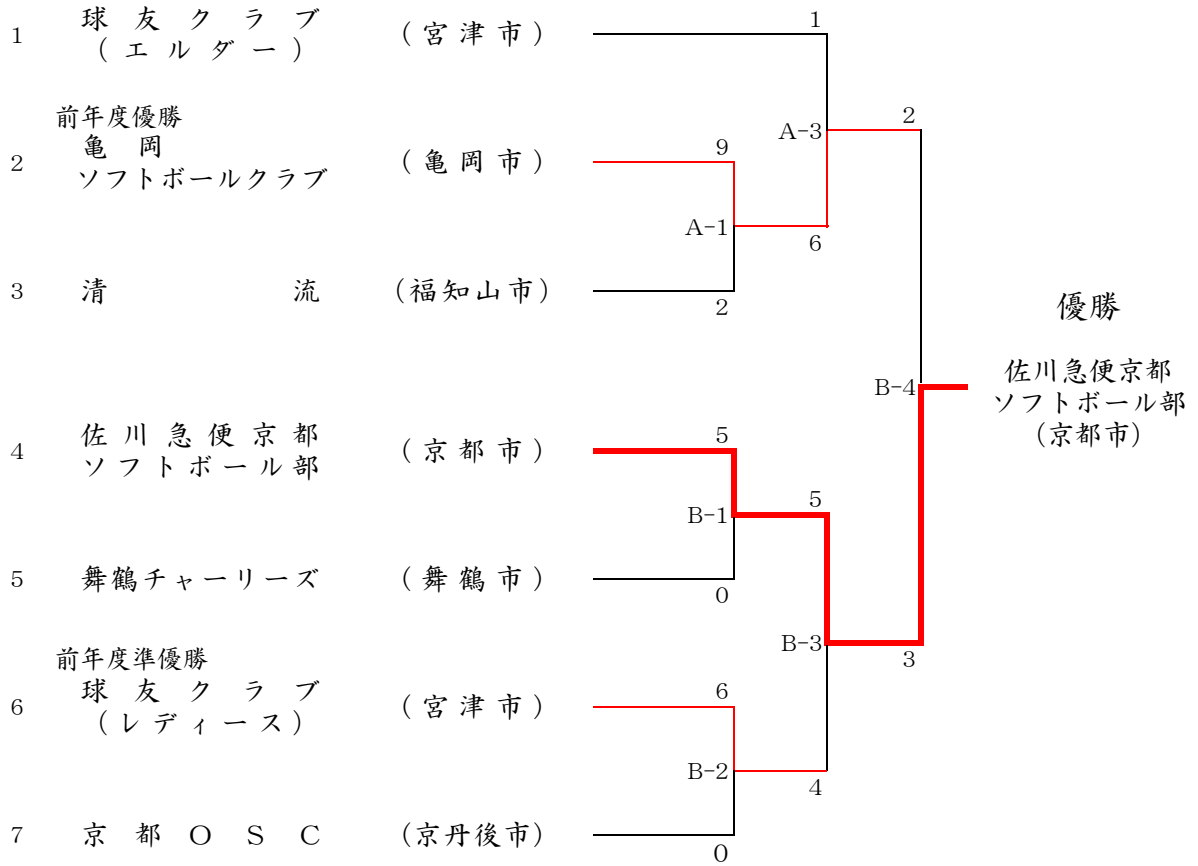 1 球友クラブ (宮津市) 1
(エルダー)
前年度優勝
A-3 2
2 亀岡 (亀岡市) 9
ソフトボールクラブ
A-1 6
3 清流 (福知山市) 2
優勝
佐川急便京都
ソフトボール部
(京都市)
B-4
4 佐川急便京都 (京都市) 5
ソフトボール部
B-1 5
5 舞鶴チャーリーズ (舞鶴市) 0
B-3 3
前年度準優勝
6 球友クラブ (宮津市) 6
(レディース)
B-2 4
7 京都OSC (京丹後市) 0